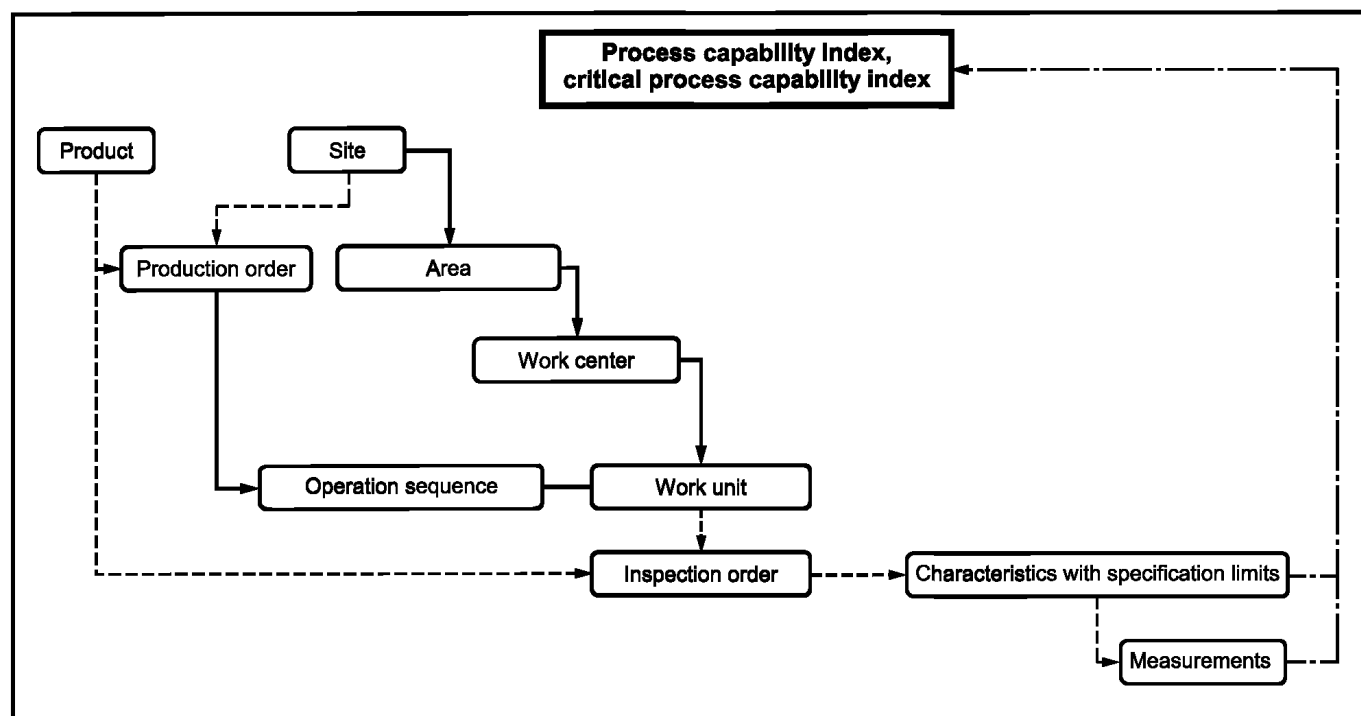 Process capability index,
critical process capability index
Product
Site
Production order
Area
Work center
Operation sequence
Work unit
Inspection order
Characteristics with specification limits
Measurements